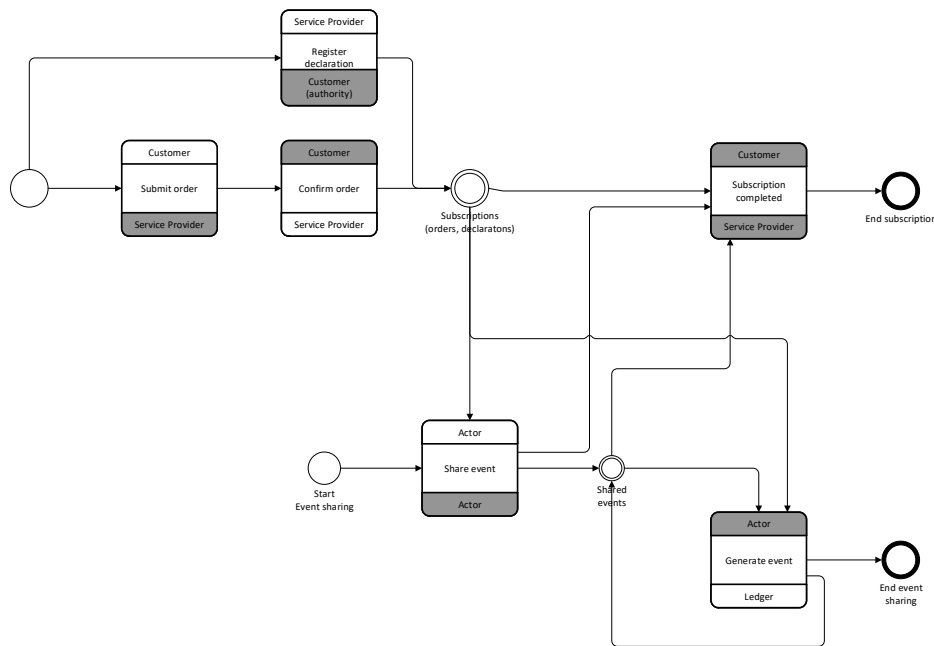 Service Provider
Register
declaration
Customer
(authority)
Customer
Submit order
Service Provider
Customer
Confirm order
Service Provider
Subscriptions
(orders, declaratons)
Customer
Subscription
completed
Service Provider
End subscription
Actor
Share event
Actor
Start
Event sharing
Shared
events
Actor
Generate event
Ledger
End event
sharing